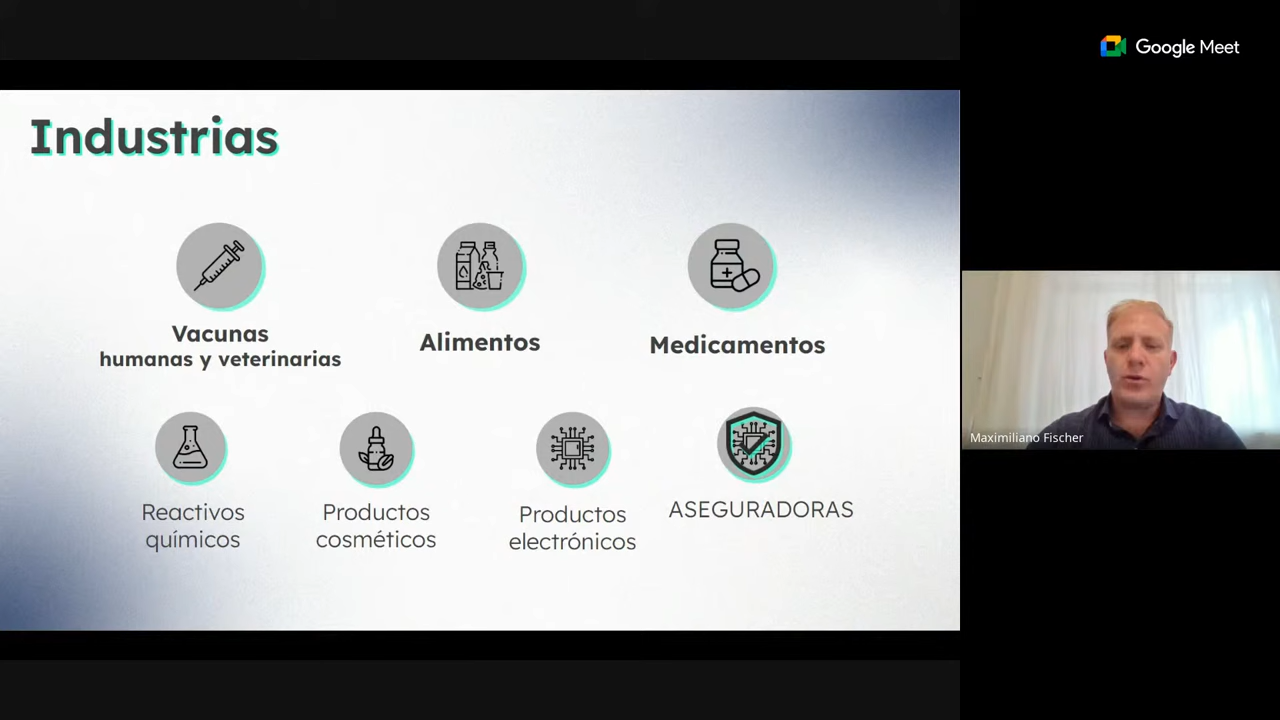 Google Meet
Industrias
Vacunas
humanas y veterinarias
Alimentos
Medicamentos
Reactivos
químicos
Productos
cosméticos
Productos
electrónicos
ASEGURADORAS
Maximiliano Fischer